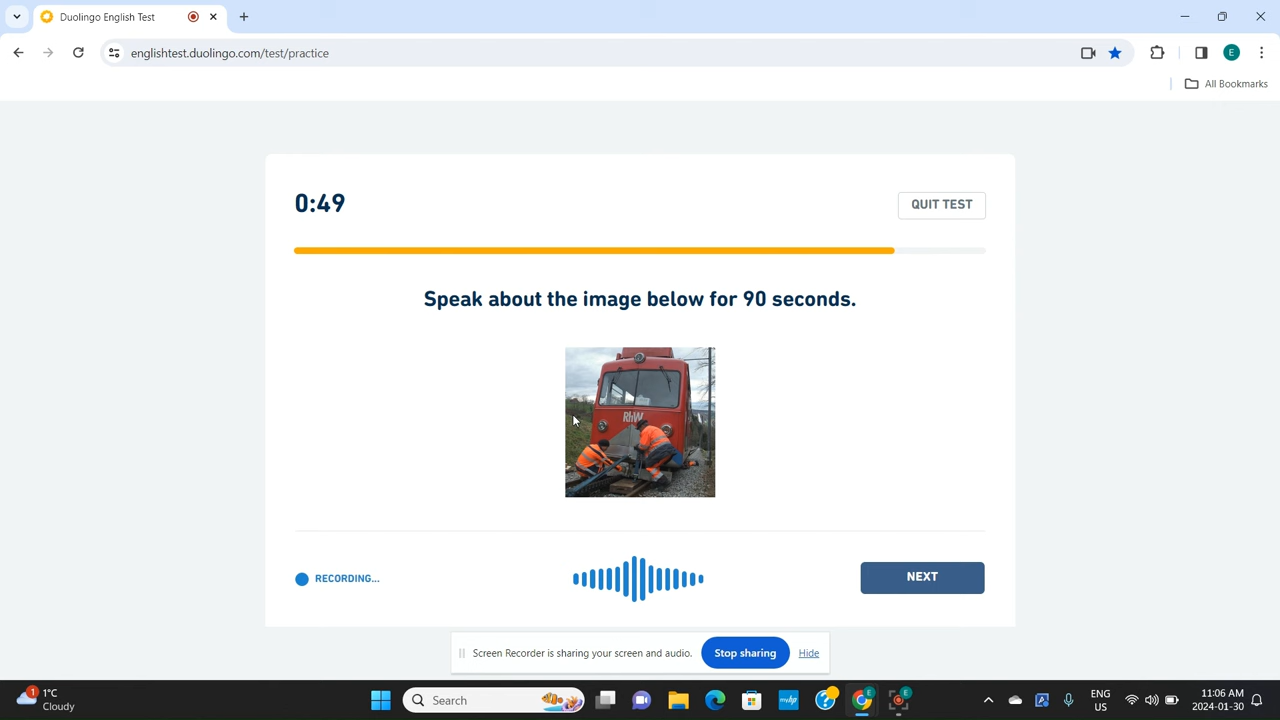 Duolingo English Test
englishtest.duolingo.com/test/practice
E
All Bookmarks
0:49
QUIT TEST
Speak about the image below for 90 seconds.
RhW
RECORDING...
NEXT
Screen Recorder is sharing your screen and audio.
Stop sharing
Hide
1
1°C
Cloudy
Search
myhp
E
E
ENG
US
11:06 AM
2024-01-30